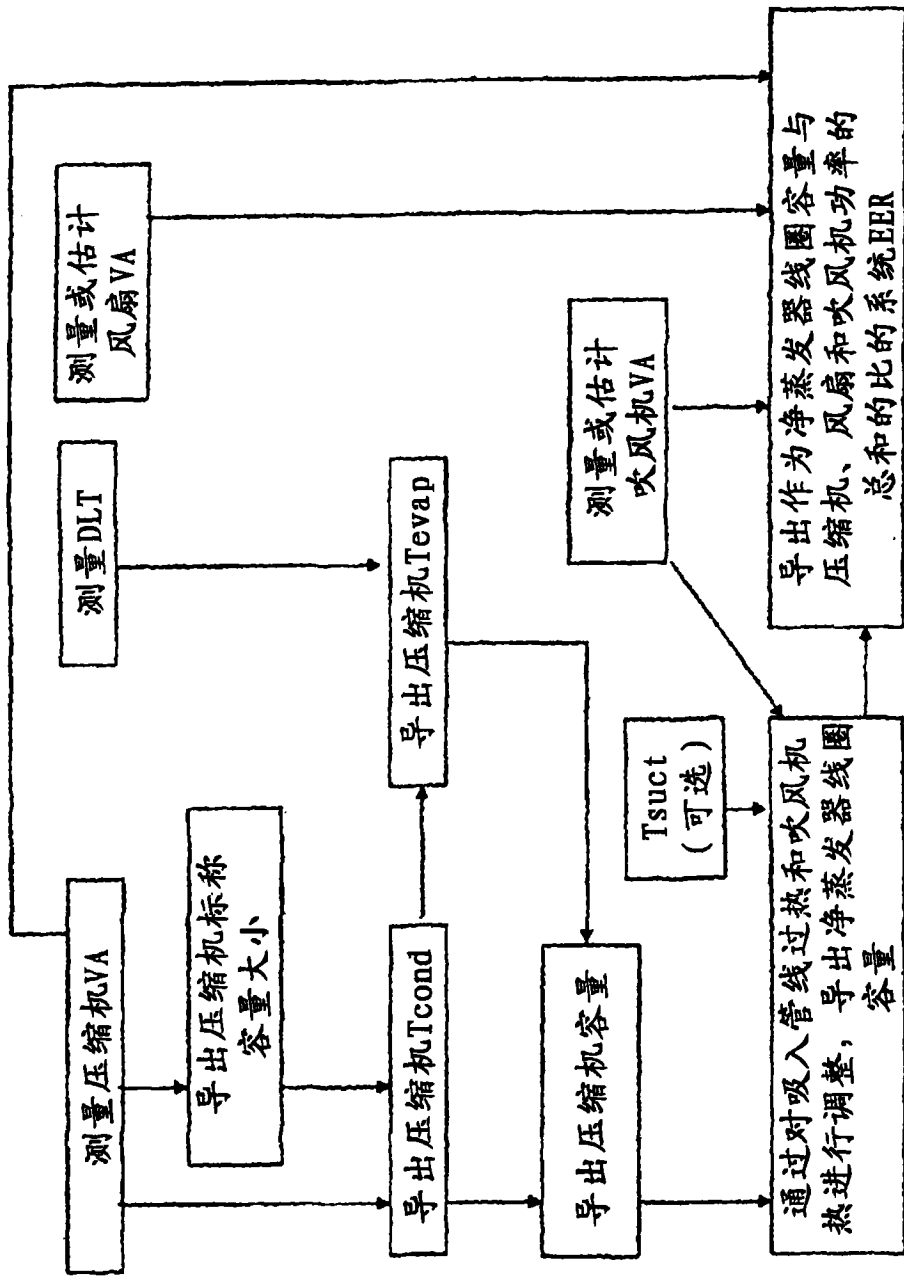 测量压缩机VA
测量DLT
测量或估计
风扇VA
导出压缩机标称
容量大小
导出压缩机Tcond
导出压缩机Tevap
导出压缩机容量
测量或估计
吹风机VA
Tsuct
(可选)
通过对吸入管线过热和吹风机
热进行调整，导出净蒸发器线圈
容量
导出作为净蒸发器线圈容量与
压缩机、风扇和吹风机功率的
总和的比的系统EER